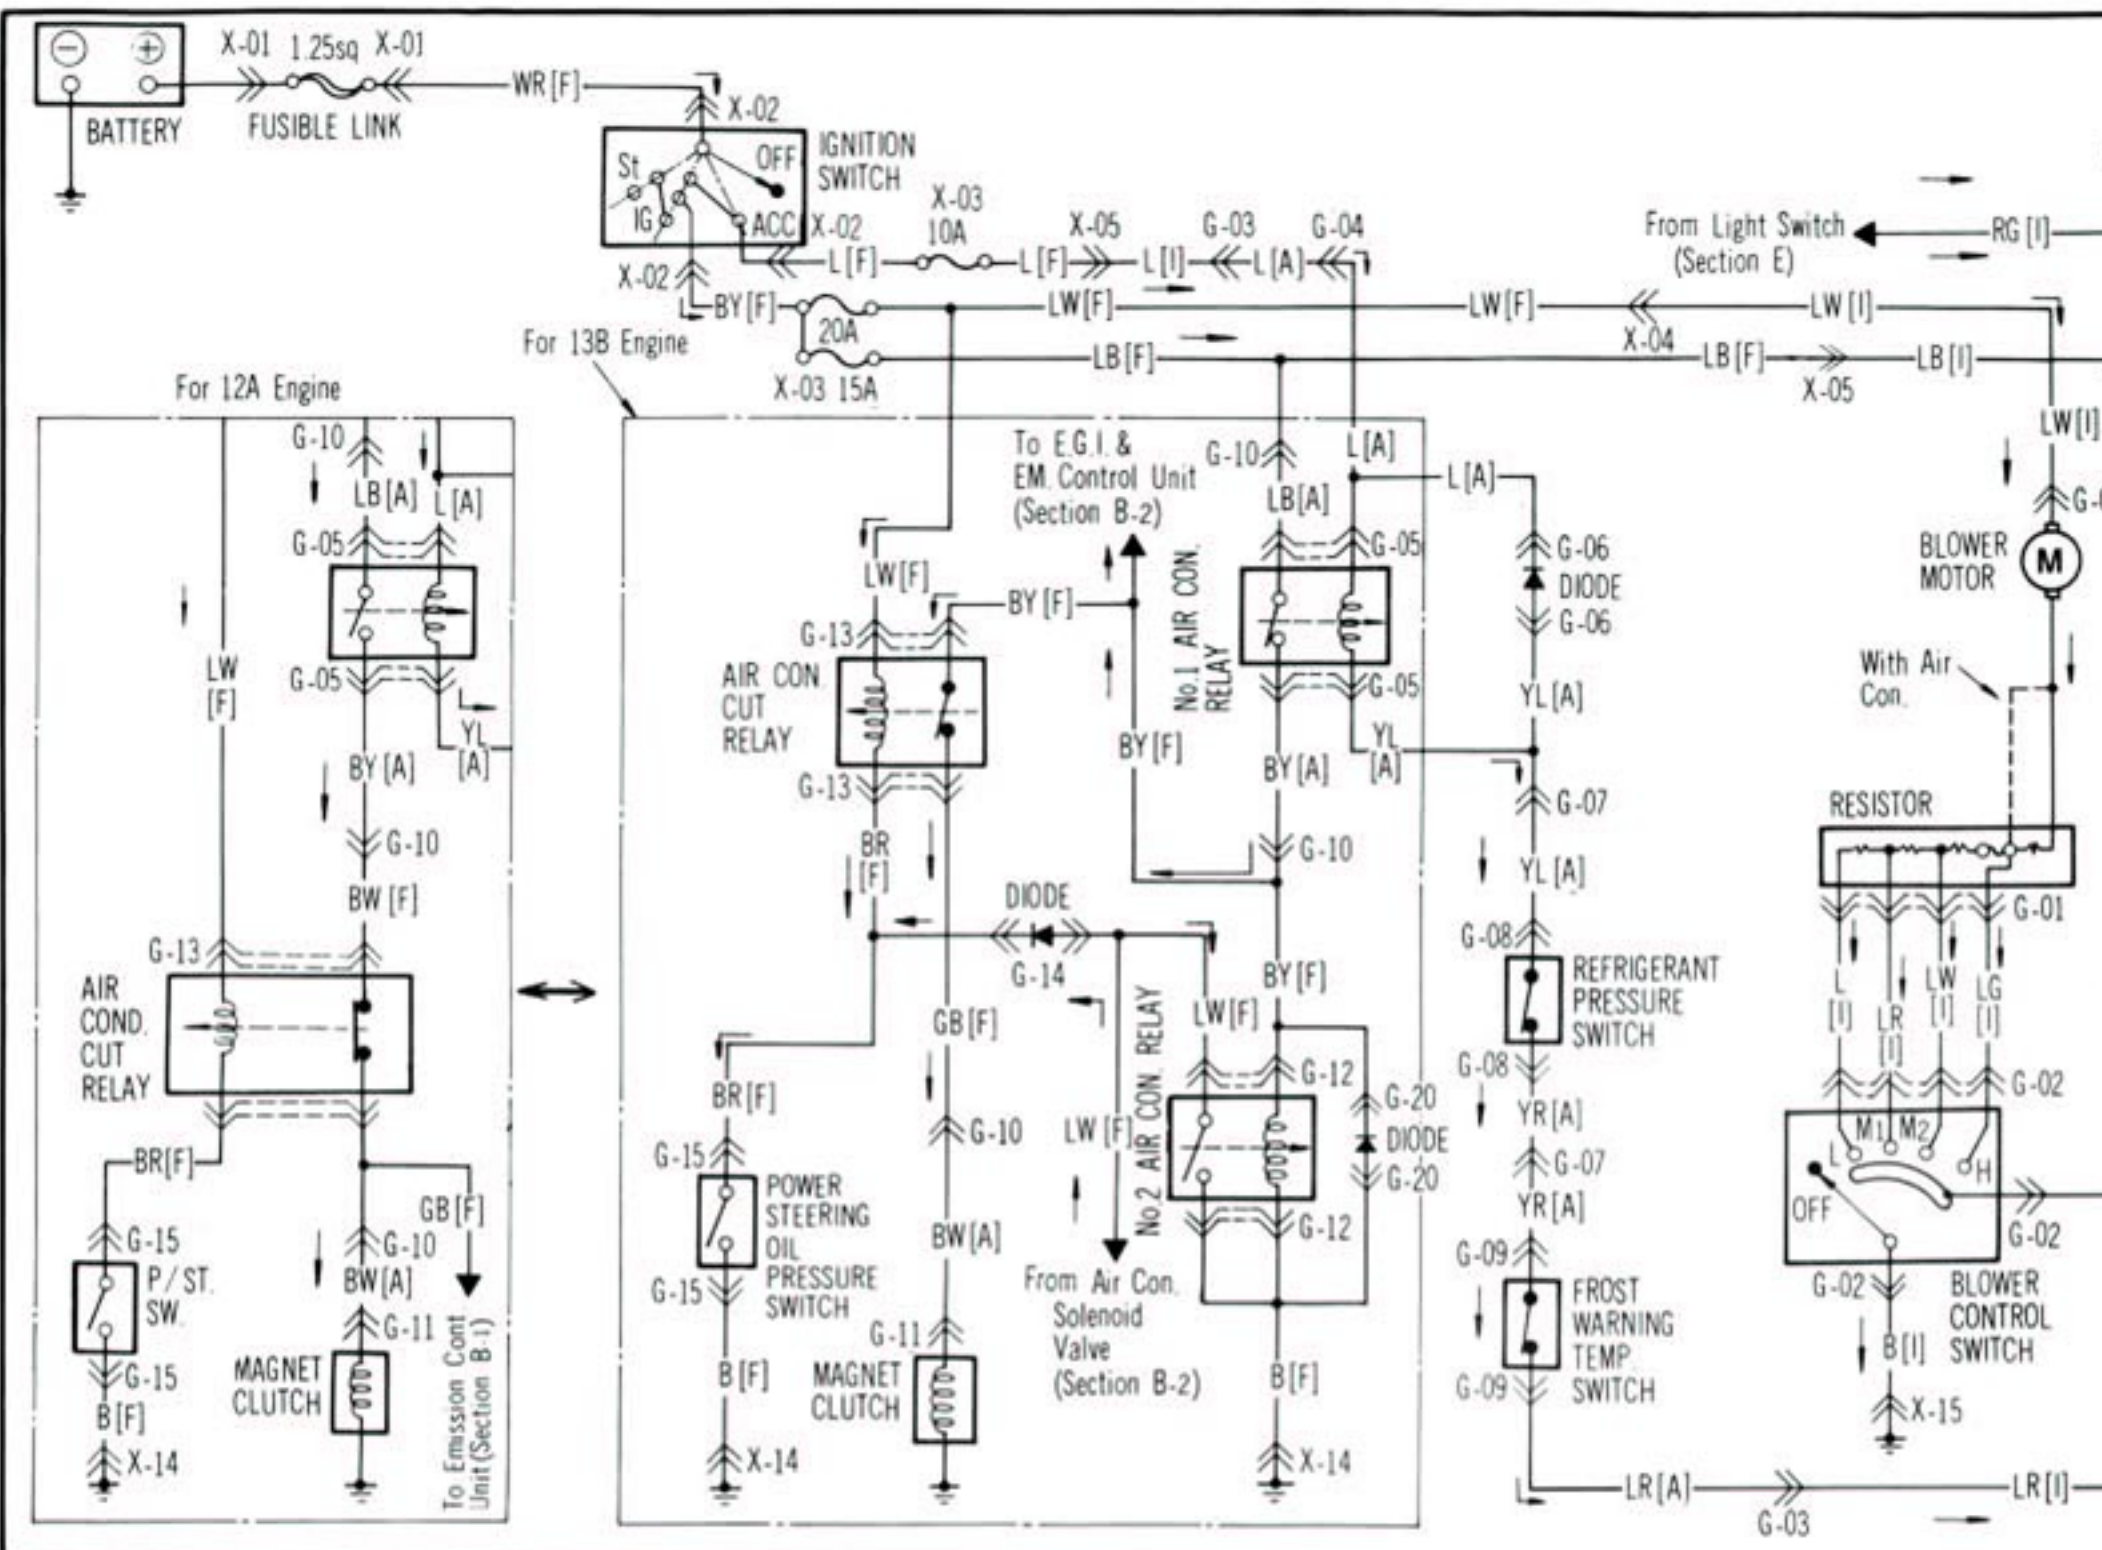 − +
BATTERY
X-01 1.25sq X-01
FUSIBLE LINK
WR[F]
X-02
IGNITION
SWITCH
St
OFF
IG
ACC
X-02
X-02
L[F]
X-03
10A
L[F]
X-05
L[I]
G-03
L[A]
G-04
From Light Switch
(Section E)
RG[I]
BY[F]
20A
LW[F]
LW[F]
X-04
LW[I]
X-03 15A
LB[F]
LB[F]
X-05
LB[I]
LW[I]
For 12A Engine
G-10
LB[A]
L[A]
G-05
G-05
YL
[A]
LW
[F]
BY[A]
G-10
BW[F]
G-13
AIR
COND.
CUT
RELAY
BR[F]
GB[F]
G-15
P/ST.
SW.
G-15
B[F]
X-14
G-10
BW[A]
G-11
MAGNET
CLUTCH
To Emission Cont
Unit(Section B-1)
For 13B Engine
To E.G.I. &
EM. Control Unit
(Section B-2)
G-10
LB[A]
L[A]
L[A]
LW[F]
BY[F]
G-13
AIR CON.
CUT
RELAY
G-13
BR
[F]
No.1 AIR CON.
RELAY
G-05
G-05
BY[F]
BY[A]
YL
[A]
G-10
DIODE
G-14
BY[F]
LW[F]
GB[F]
BR[F]
G-15
POWER
STEERING
OIL
PRESSURE
SWITCH
G-15
B[F]
X-14
G-10
BW[A]
G-11
MAGNET
CLUTCH
LW[F]
No.2 AIR CON. RELAY
From Air Con.
Solenoid
Valve
(Section B-2)
G-12
G-12
G-20
DIODE
G-20
B[F]
X-14
G-06
DIODE
G-06
YL[A]
G-07
YL[A]
G-08
REFRIGERANT
PRESSURE
SWITCH
G-08
YR[A]
G-07
YR[A]
G-09
FROST
WARNING
TEMP.
SWITCH
G-09
LR[A]
G-03
LR[I]
BLOWER
MOTOR
M
With Air
Con.
RESISTOR
G-01
L
[I]
LR
[I]
LW
[I]
LG
[I]
G-02
L M1 M2 H
OFF
G-02
G-02
BLOWER
CONTROL
SWITCH
B[I]
X-15